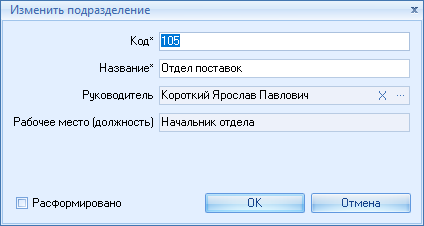 Изменить подразделение
Код* 105
Название* Отдел поставок
Руководитель Короткий Ярослав Павлович
Рабочее место (должность) Начальник отдела
Расформировано OK Отмена